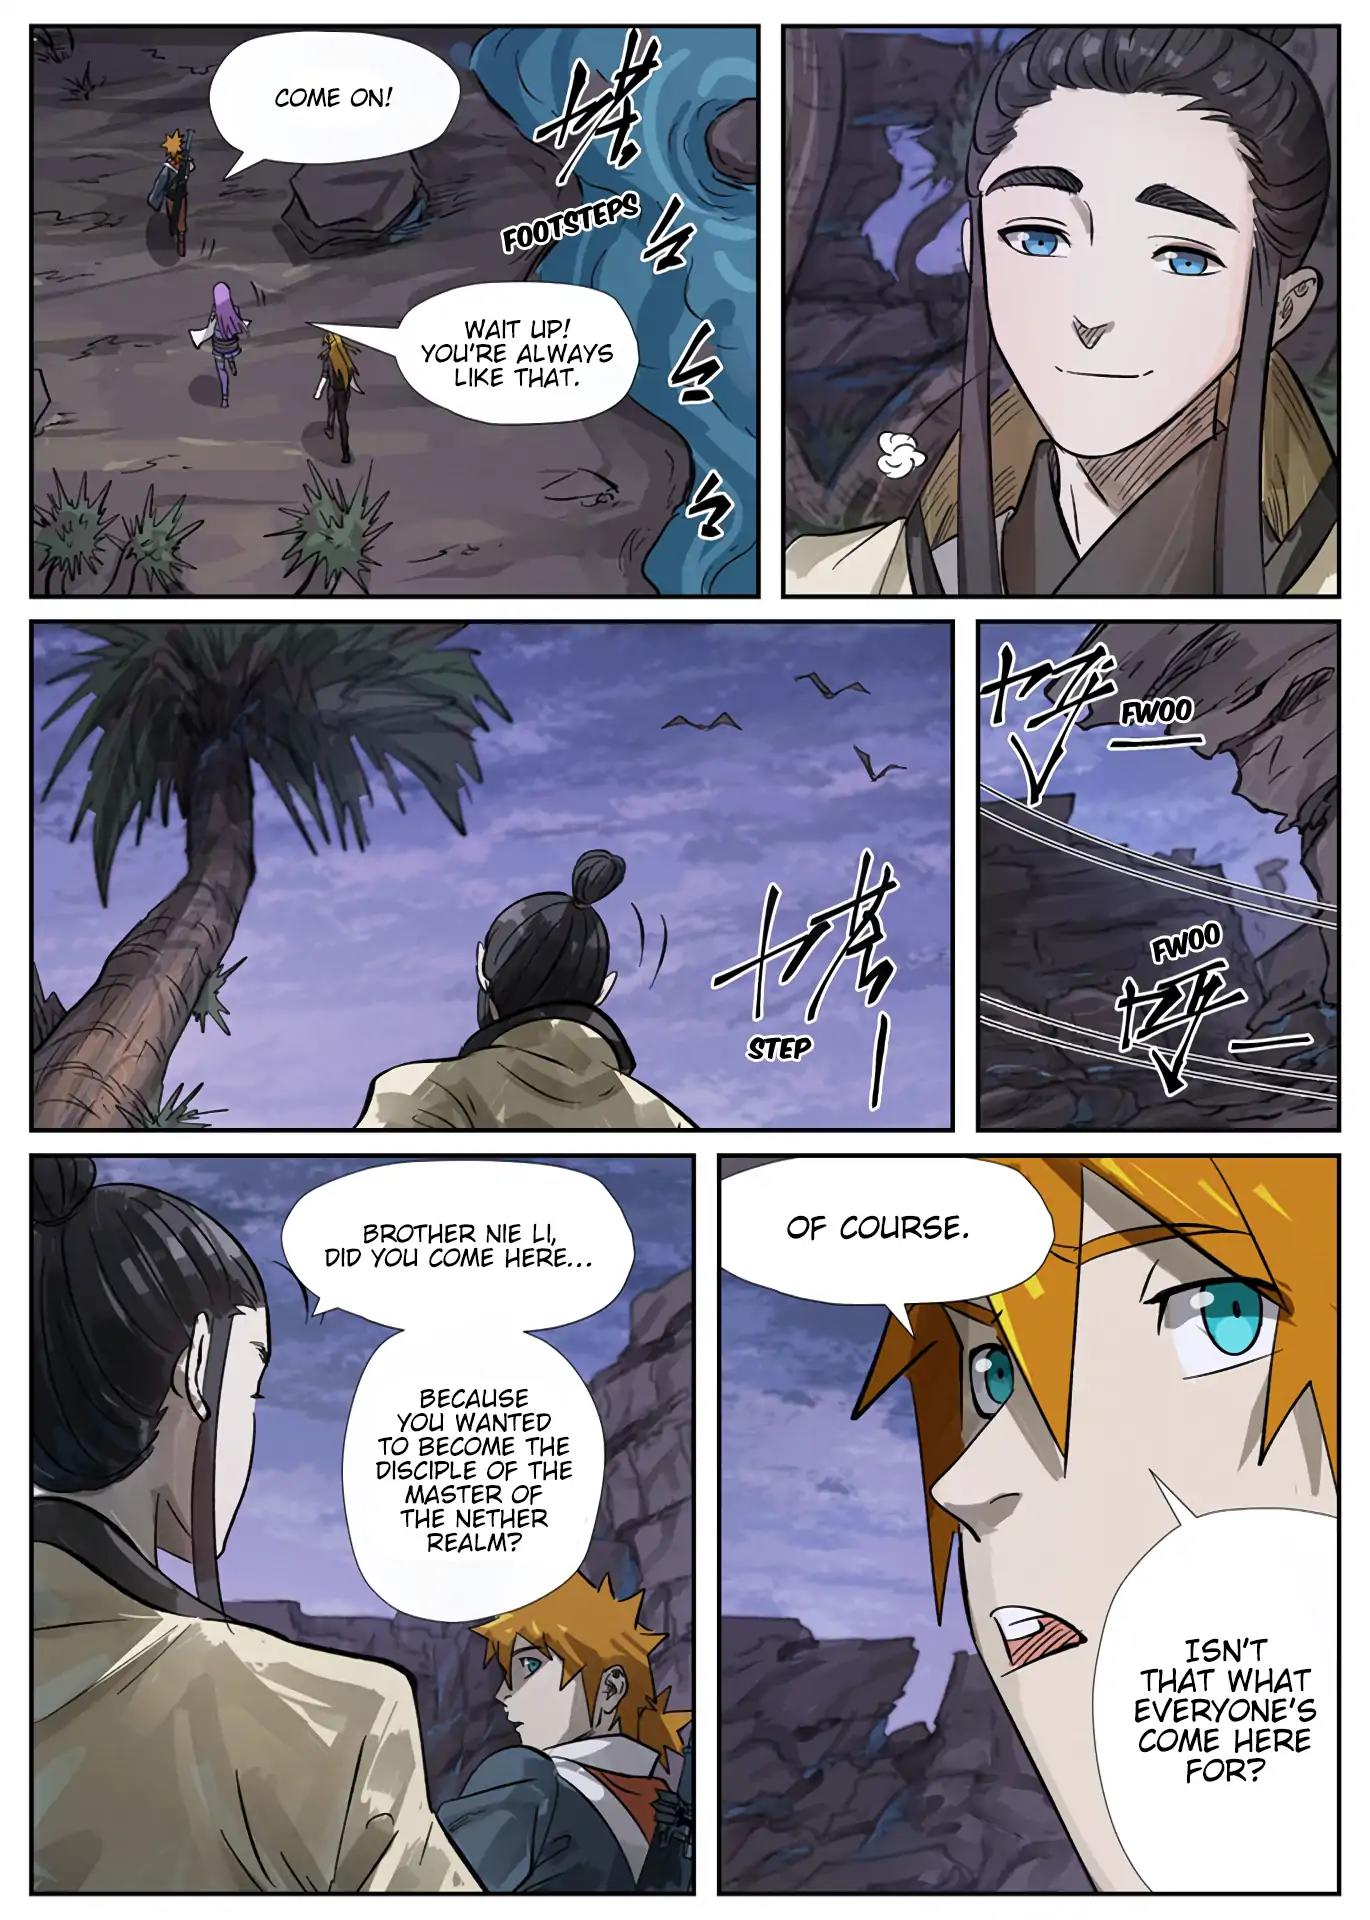 COME ON!
FOOTSTEPS
WAIT UP!
YOU'RE ALWAYS
LIKE THAT.
STEP
FWOO
FWOO
BROTHER NIE LI,
DID YOU COME HERE...
BECAUSE
YOU WANTED
TO BECOME THE
DISCIPLE OF THE
MASTER OF
THE NETHER
REALM?
OF COURSE.
ISN'T
THAT WHAT
EVERYONE'S
COME HERE
FOR?